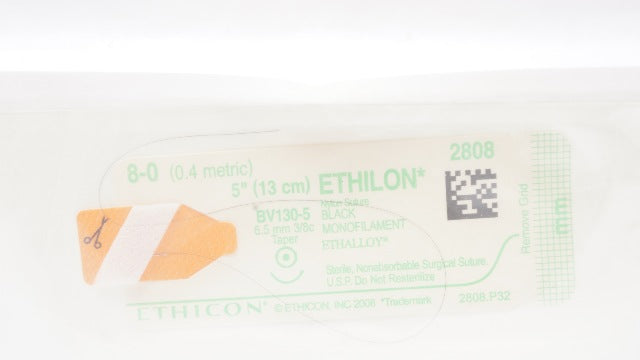 8-0 (0.4 metric)
5" (13 cm) ETHILON*
2808
Nylon Suture
BV130-5 BLACK
6.5 mm 3/8c MONOFILAMENT
Taper ETHALLOY*
Sterile, Nonabsorbable Surgical Suture.
U.S.P. Do Not Resterilize
ETHICON* © ETHICON, INC 2008 *Trademark 2808.P32
Remove Grid
mm